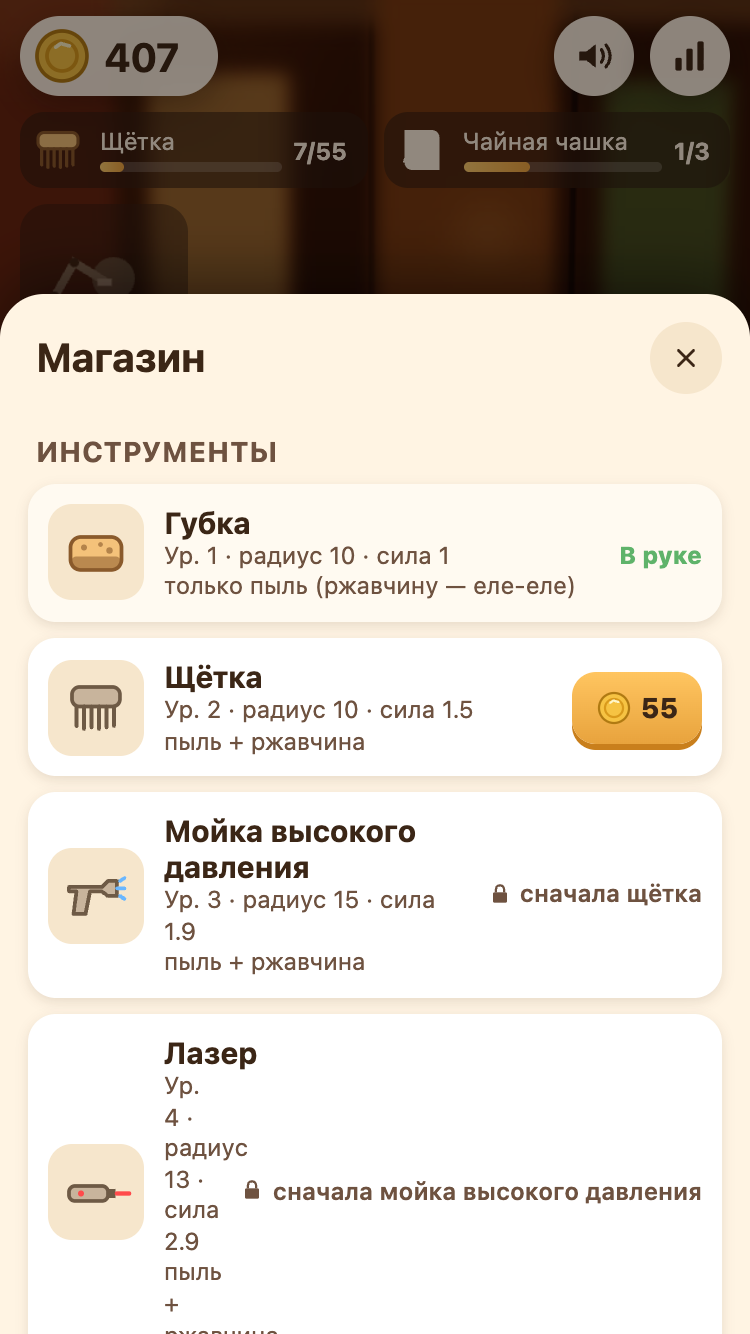 407
Щётка
7/55
Чайная чашка
1/3
Магазин
ИНСТРУМЕНТЫ
Губка
Ур. 1 · радиус 10 · сила 1
только пыль (ржавчину — еле-еле)
В руке
Щётка
Ур. 2 · радиус 10 · сила 1.5
пыль + ржавчина
55
Мойка высокого
давления
Ур. 3 · радиус 15 · сила
1.9
пыль + ржавчина
сначала щётка
Лазер
Ур.
4 ·
радиус
13 ·
сила
2.9
пыль
+
ржавчина
сначала мойка высокого давления